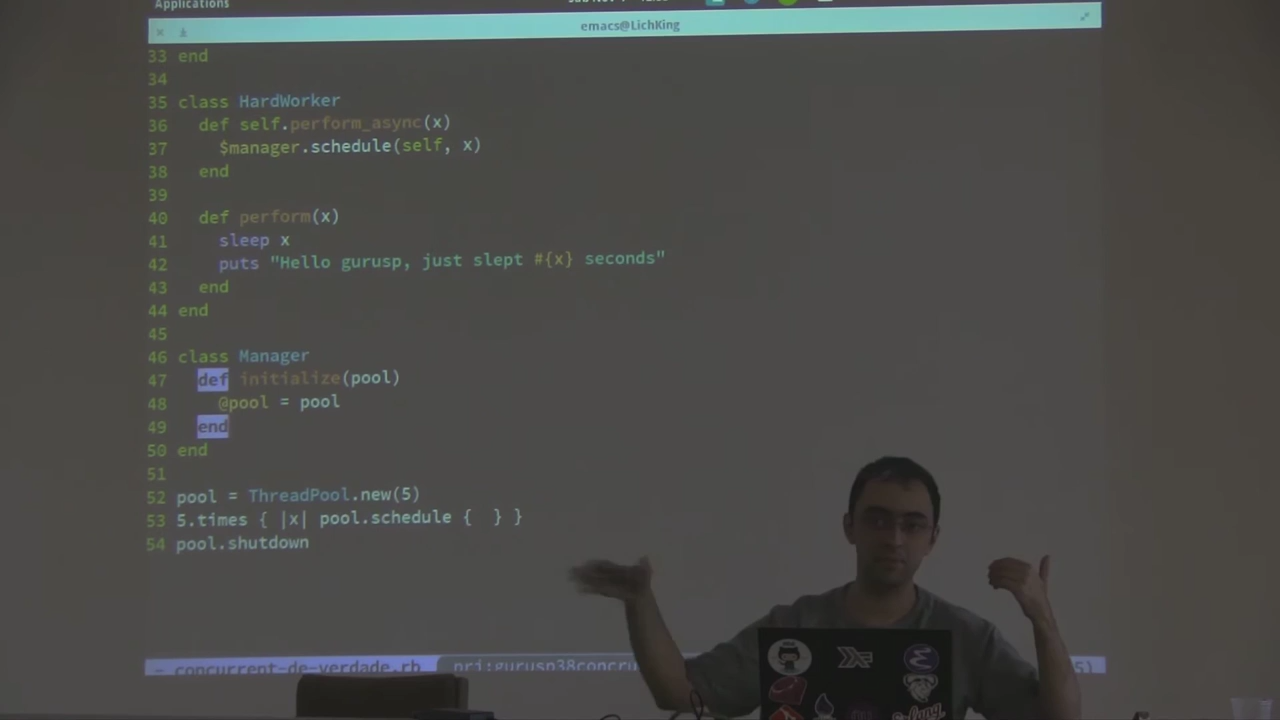 Applications
emacs@LichKing
33 end
34
35 class HardWorker
36 def self.perform_async(x)
37 $manager.schedule(self, x)
38 end
39
40 def perform(x)
41 sleep x
42 puts "Hello gurusp, just slept #{x} seconds"
43 end
44 end
45
46 class Manager
47 def initialize(pool)
48 @pool = pool
49 end
50 end
51
52 pool = ThreadPool.new(5)
53 5.times { |x| pool.schedule {  } }
54 pool.shutdown
concurrent-de-verdade.rb